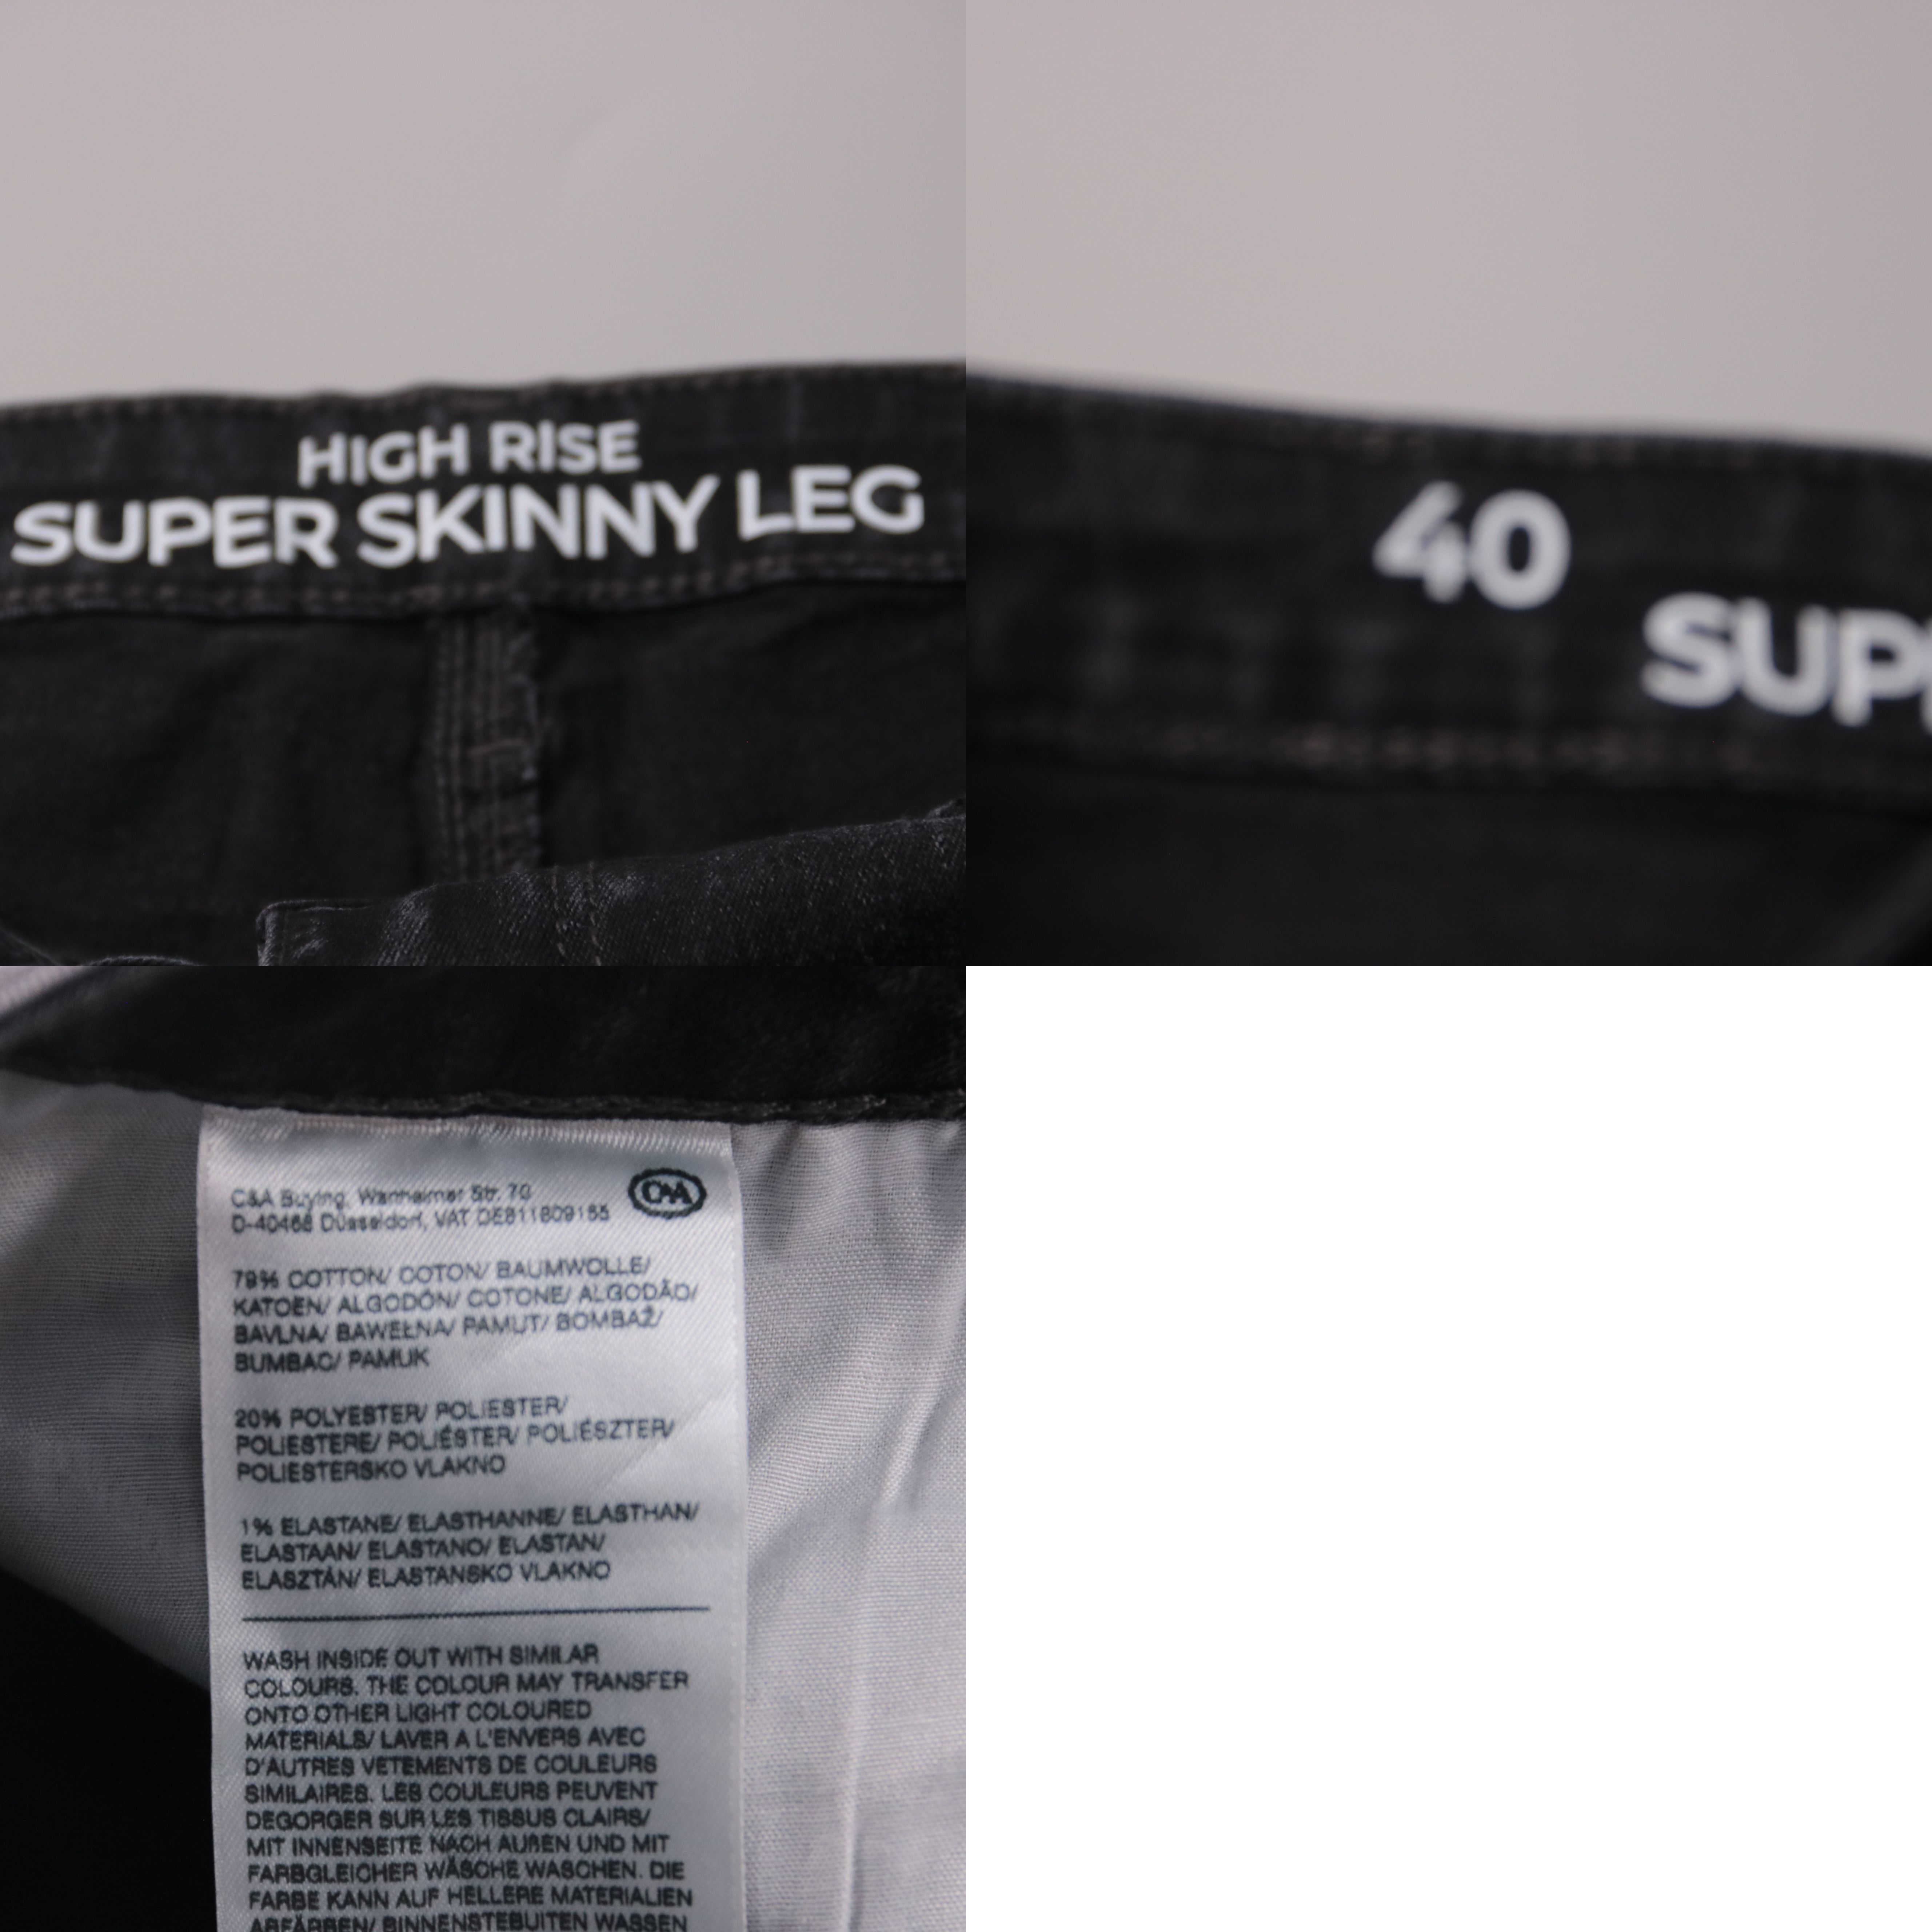 HIGH RISE
SUPER SKINNY LEG
40
SUPE
C&A Buying, Wanheimer Str. 70
D-40468 Düsseldorf, VAT DE811809155
C&A
79% COTTON/ COTON/ BAUMWOLLE/
KATOEN/ ALGODÓN/ COTONE/ ALGODÃO/
BAVLNA/ BAWEŁNA/ PAMUT/ BOMBAŽ/
BUMBAC/ PAMUK
20% POLYESTER/ POLIESTER/
POLIESTERE/ POLIÉSTER/ POLIÉSZTER/
POLIESTERSKO VLAKNO
1% ELASTANE/ ELASTHANNE/ ELASTHAN/
ELASTAAN/ ELASTANO/ ELASTAN/
ELASZTÁN/ ELASTANSKO VLAKNO
WASH INSIDE OUT WITH SIMILAR
COLOURS. THE COLOUR MAY TRANSFER
ONTO OTHER LIGHT COLOURED
MATERIALS/ LAVER A L'ENVERS AVEC
D'AUTRES VETEMENTS DE COULEURS
SIMILAIRES. LES COULEURS PEUVENT
DEGORGER SUR LES TISSUS CLAIRS/
MIT INNENSEITE NACH AUßEN UND MIT
FARBGLEICHER WÄSCHE WASCHEN. DIE
FARBE KANN AUF HELLERE MATERIALIEN
ABFÄRBEN/ BINNENSTEBUITEN WASSEN